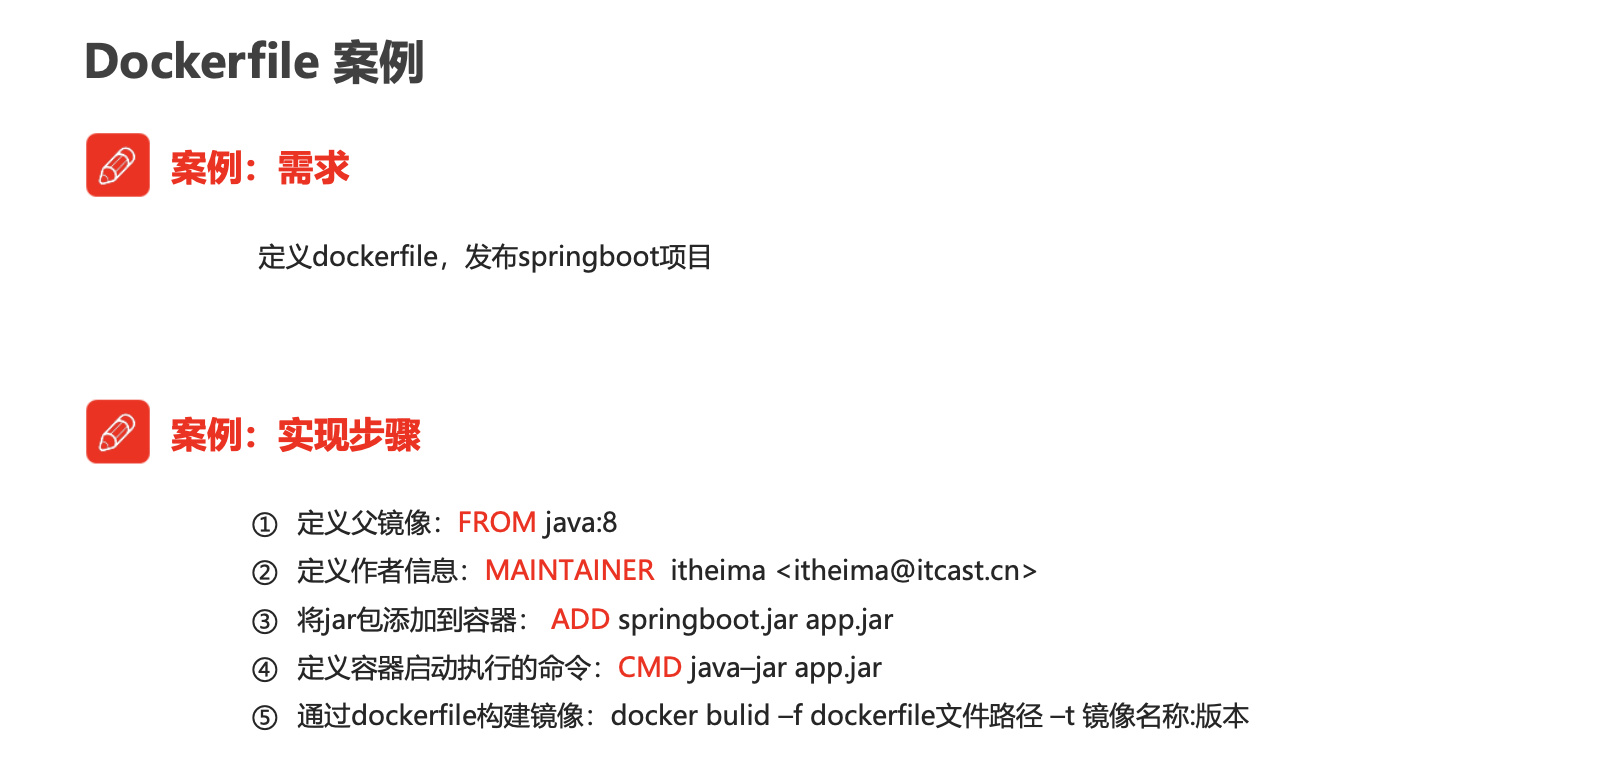 Dockerfile 案例
案例：需求
定义dockerfile，发布springboot项目
案例：实现步骤
① 定义父镜像：FROM java:8
② 定义作者信息：MAINTAINER itheima <itheima@itcast.cn>
③ 将jar包添加到容器： ADD springboot.jar app.jar
④ 定义容器启动执行的命令：CMD java–jar app.jar
⑤ 通过dockerfile构建镜像：docker bulid –f dockerfile文件路径 –t 镜像名称:版本